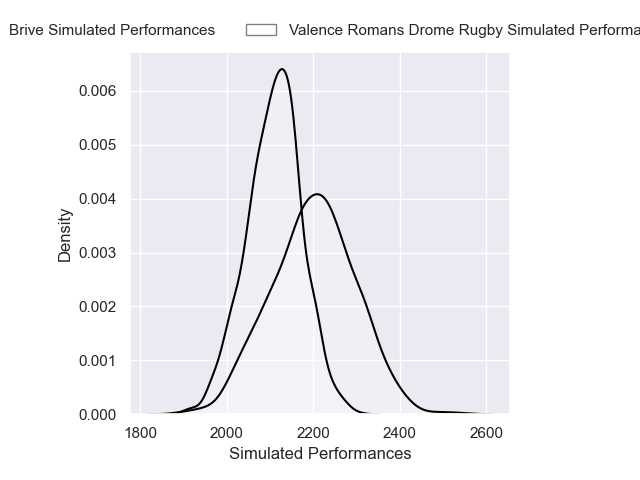 Brive Simulated Performances
Valence Romans Drome Rugby Simulated Performa
0.006
0.005
0.004
0.003
0.002
0.001
0.000
Density
1800 2000 2200 2400 2600
Simulated Performances